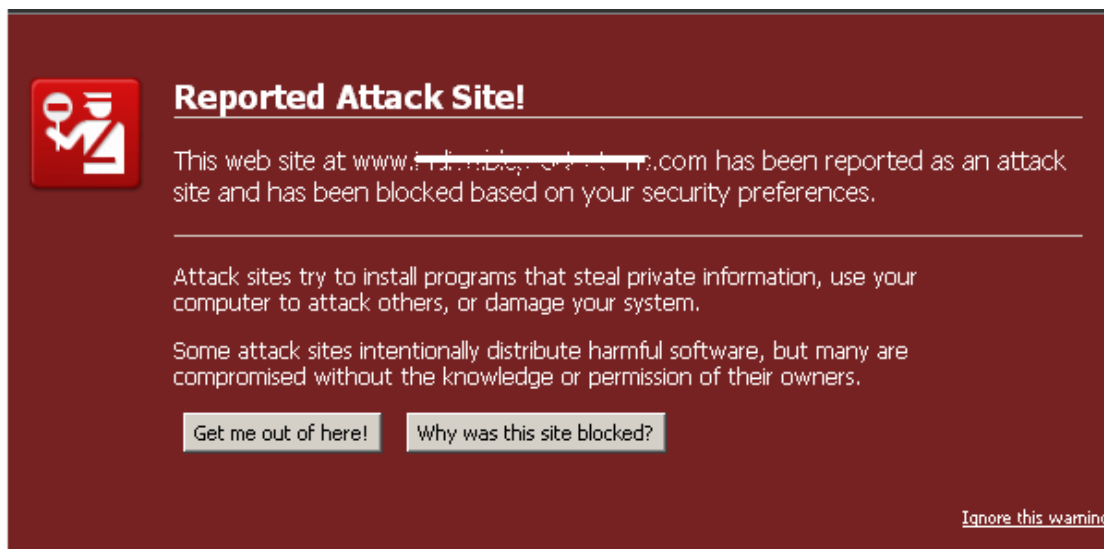 Reported Attack Site!
This web site at www. .com has been reported as an attack
site and has been blocked based on your security preferences.
Attack sites try to install programs that steal private information, use your
computer to attack others, or damage your system.
Some attack sites intentionally distribute harmful software, but many are
compromised without the knowledge or permission of their owners.
Get me out of here! Why was this site blocked?
Ignore this warning